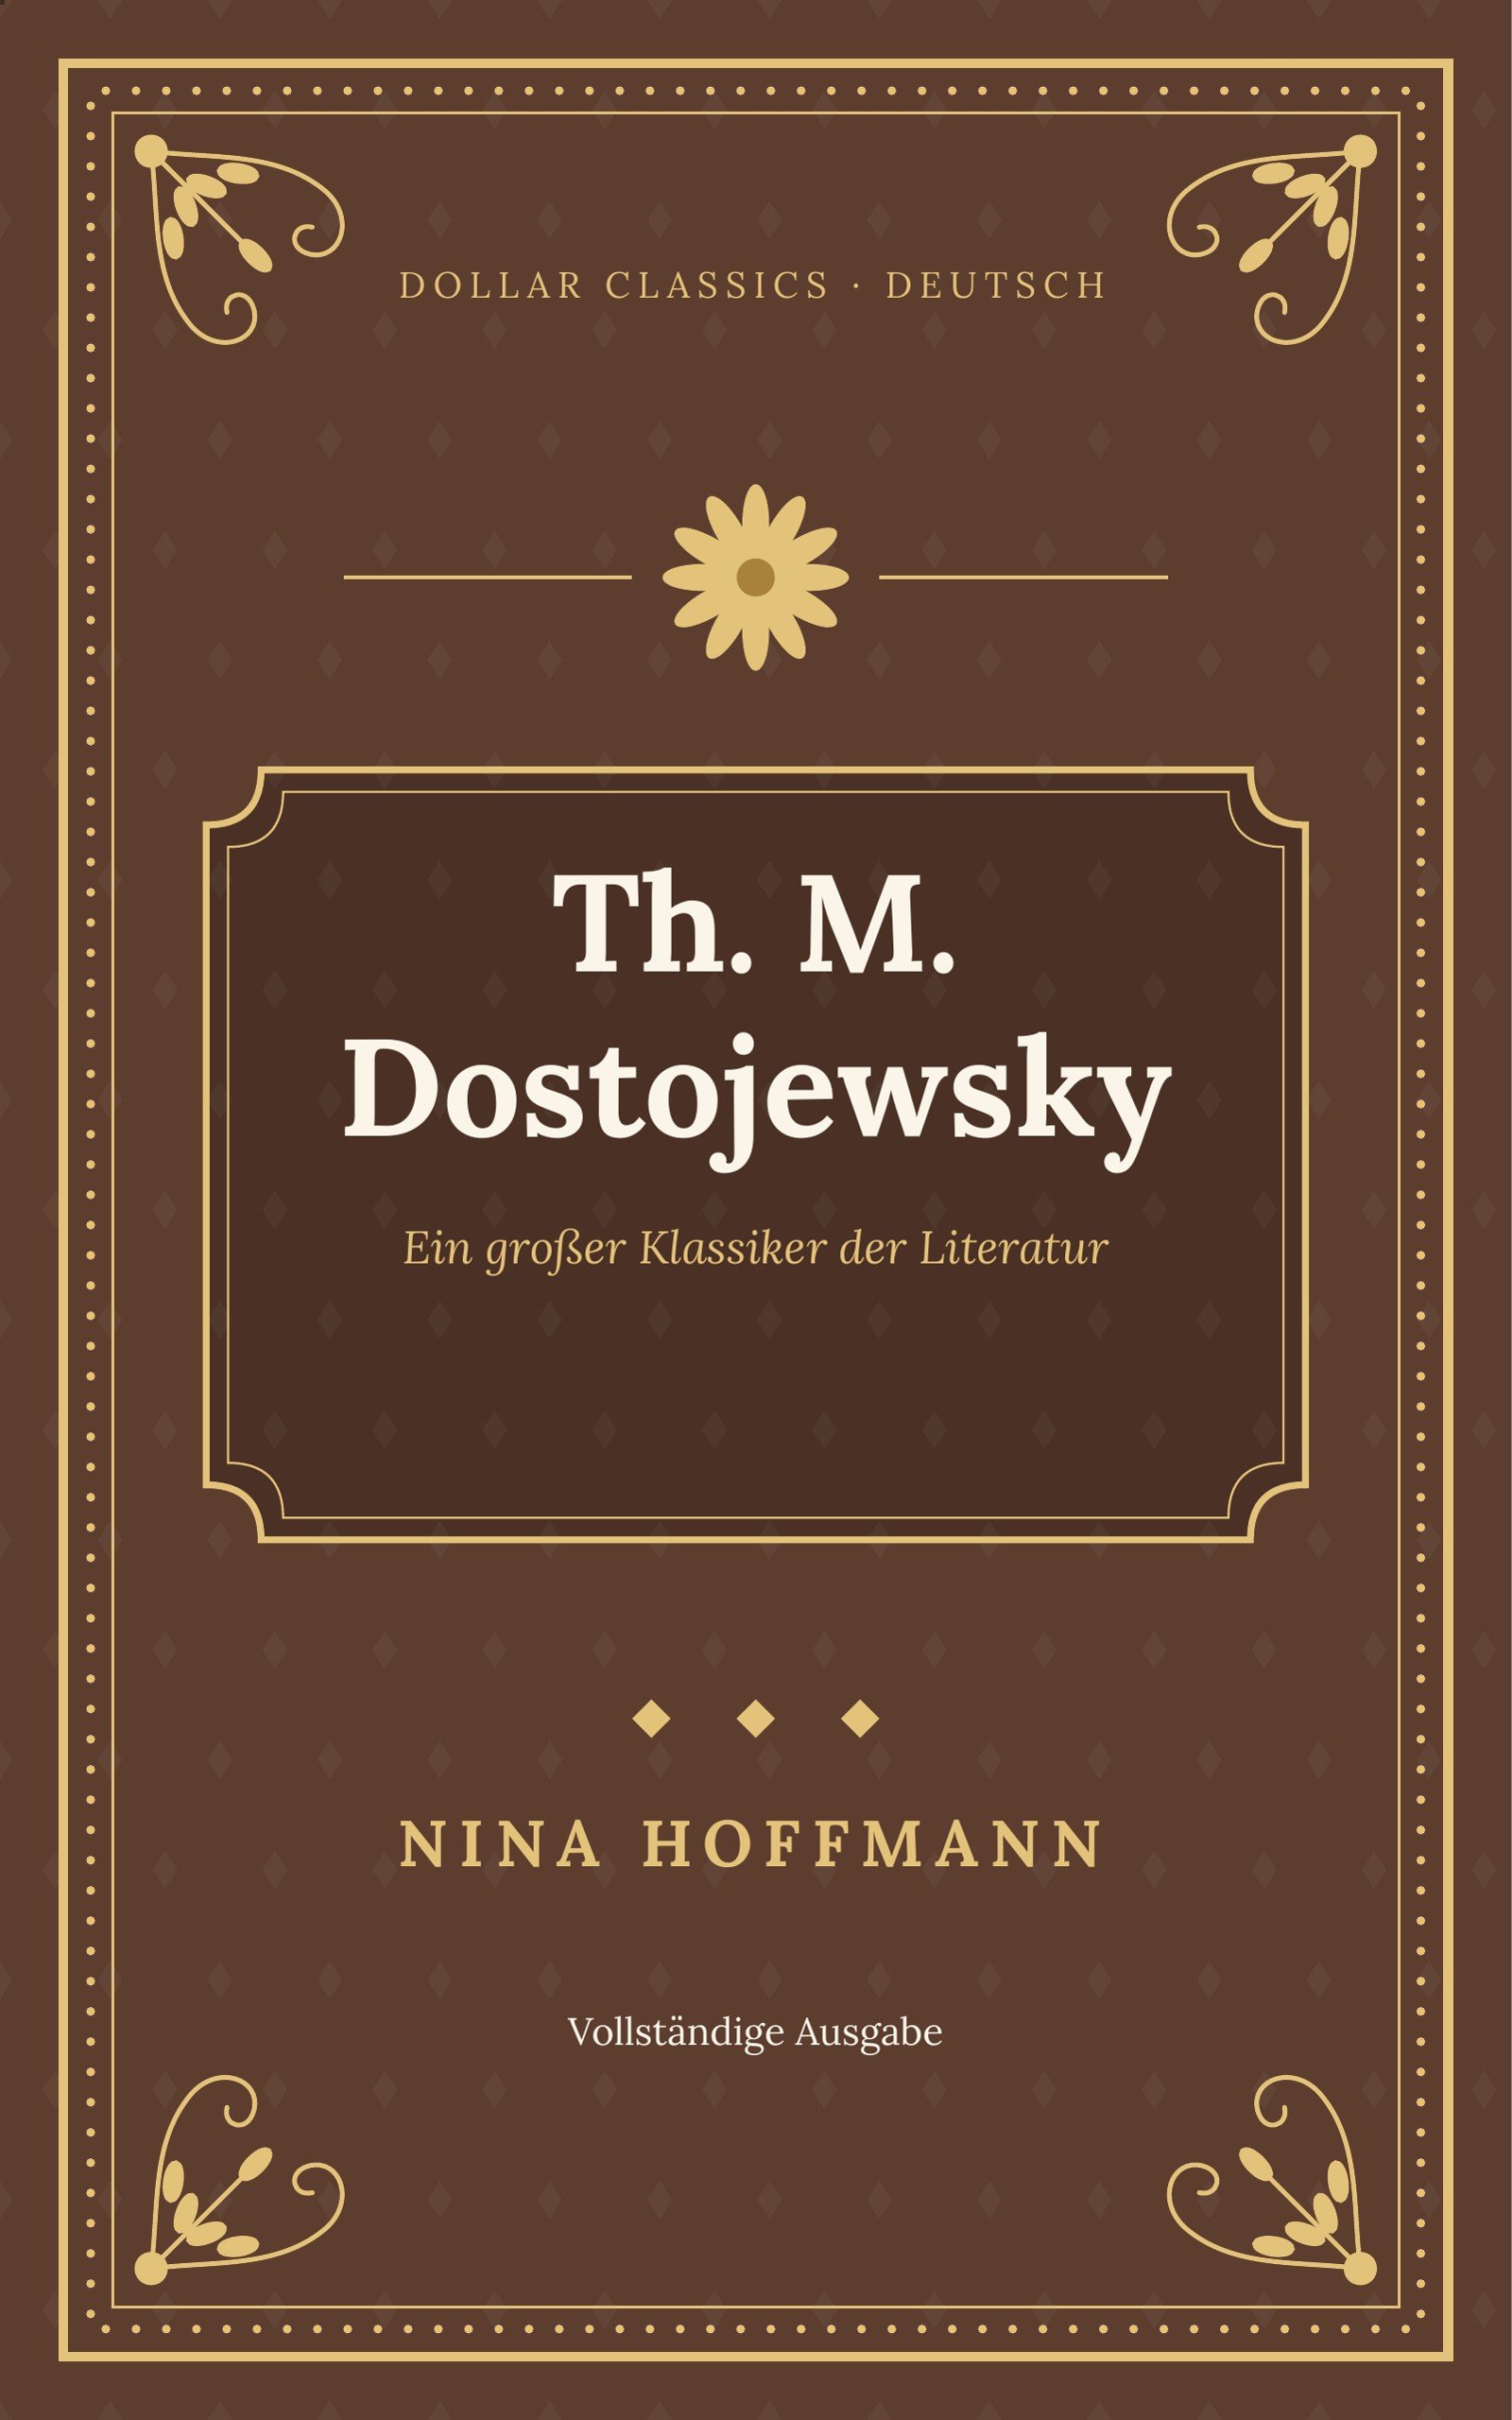 DOLLAR CLASSICS · DEUTSCH
Th. M.
Dostojewsky
Ein großer Klassiker der Literatur
NINA HOFFMANN
Vollständige Ausgabe